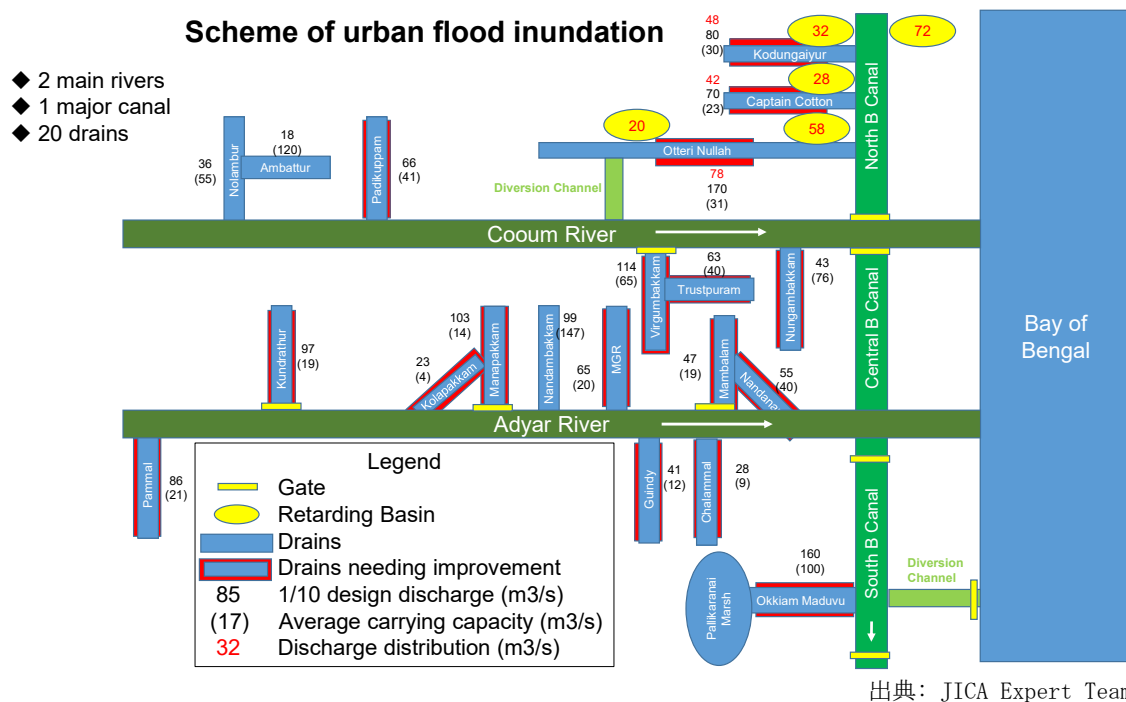 Scheme of urban flood inundation
◆ 2 main rivers
◆ 1 major canal
◆ 20 drains
48
80
(30)
Kodungaiyur
32
72
42
70
(23)
Captain Cotton
28
20
58
Otteri Nullah
78
170
(31)
Diversion Channel
North B Canal
36
(55)
Nolambur
18
(120)
Ambattur
Padikuppam
66
(41)
Cooum River
114
(65)
Virgumbakkam
63
(40)
Trustpuram
Nungambakkam
43
(76)
Central B Canal
Bay of
Bengal
Kundrathur
97
(19)
23
(4)
Kolapakkam
103
(14)
Manapakkam
Nandambakkam
99
(147)
65
(20)
MGR
47
(19)
Mambalam
55
(40)
Adyar River
Pammal
86
(21)
Guindy
41
(12)
Chalammal
28
(9)
South B Canal
Pallikaranai
Marsh
160
(100)
Okkiam Maduvu
Diversion
Channel
Legend
Gate
Retarding Basin
Drains
Drains needing improvement
85 1/10 design discharge (m3/s)
(17) Average carrying capacity (m3/s)
32 Discharge distribution (m3/s)
出典: JICA Expert Team